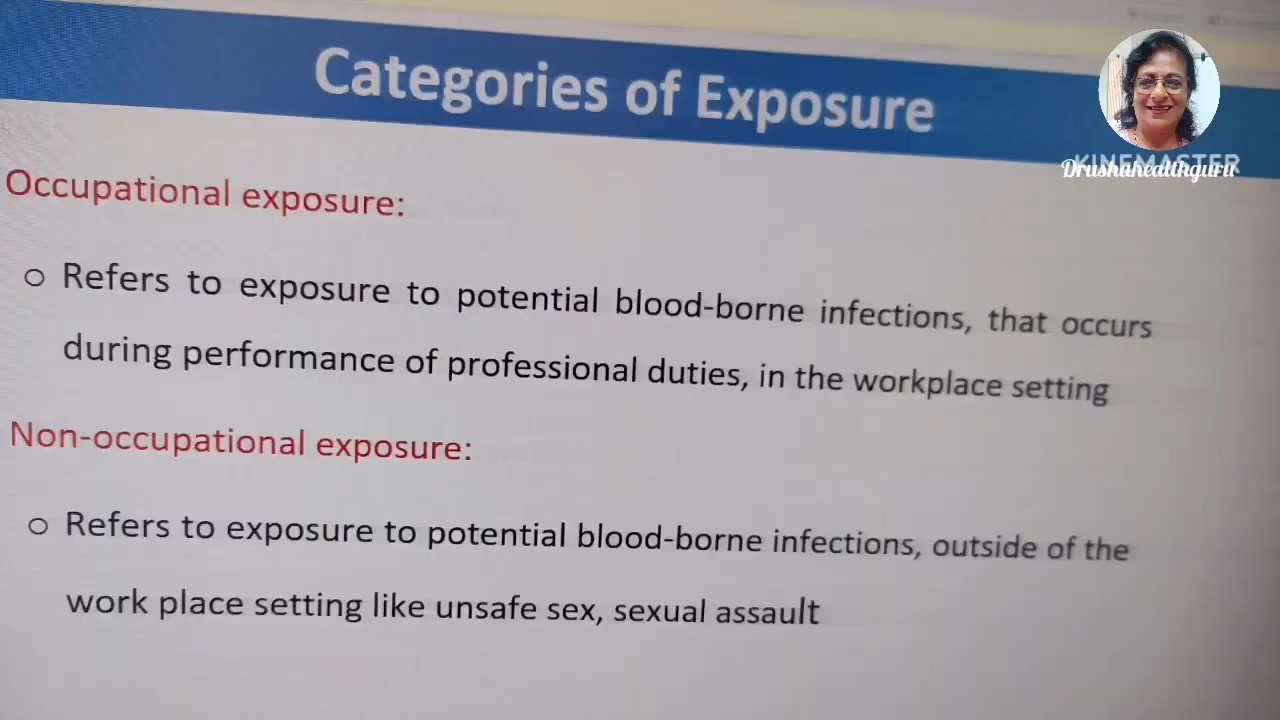 Categories of Exposure
KINEMASTER
Drushahealthguru
Occupational exposure:
o Refers to exposure to potential blood-borne infections, that occurs
during performance of professional duties, in the workplace setting
Non-occupational exposure:
o Refers to exposure to potential blood-borne infections, outside of the
work place setting like unsafe sex, sexual assault